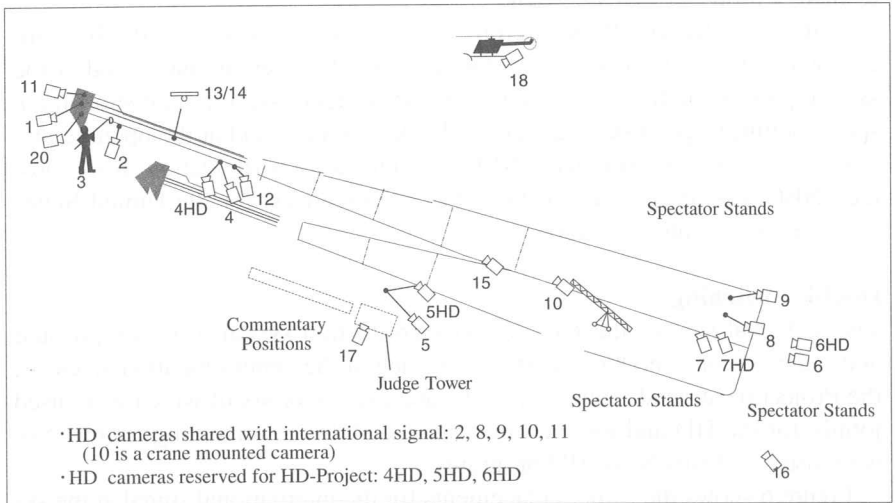 18
11
13/14
1
20
3
2
4HD
4
12
Spectator Stands
15
10
9
5HD
5
8
6HD
6
7
7HD
Commentary
Positions
17
Judge Tower
Spectator Stands
Spectator Stands
16
·HD cameras shared with international signal: 2, 8, 9, 10, 11
(10 is a crane mounted camera)
·HD cameras reserved for HD-Project: 4HD, 5HD, 6HD